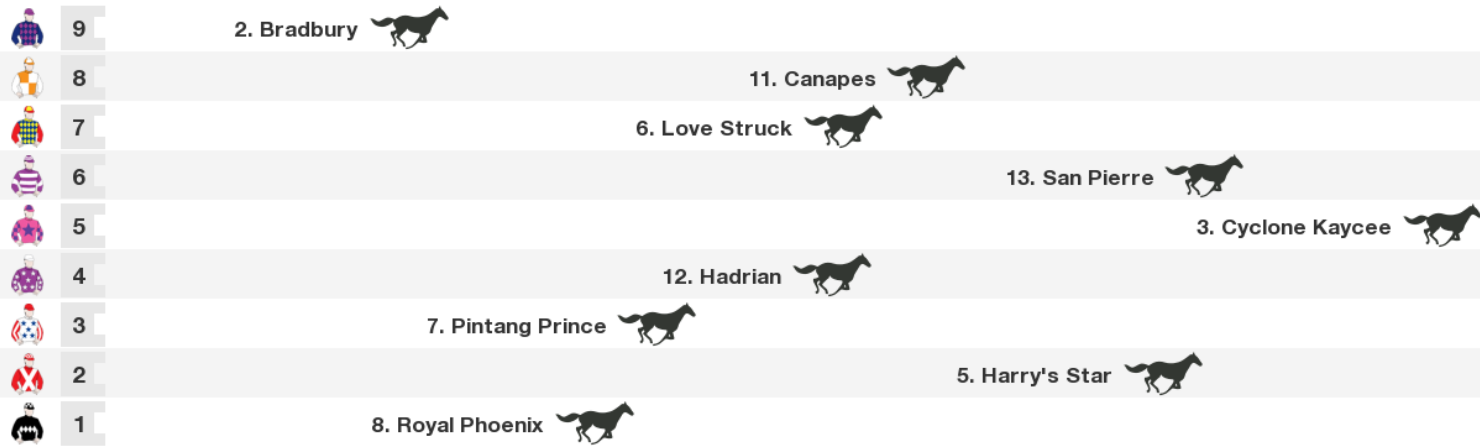 9 2. Bradbury
8 11. Canapes
7 6. Love Struck
6 13. San Pierre
5 3. Cyclone Kaycee
4 12. Hadrian
3 7. Pintang Prince
2 5. Harry's Star
1 8. Royal Phoenix